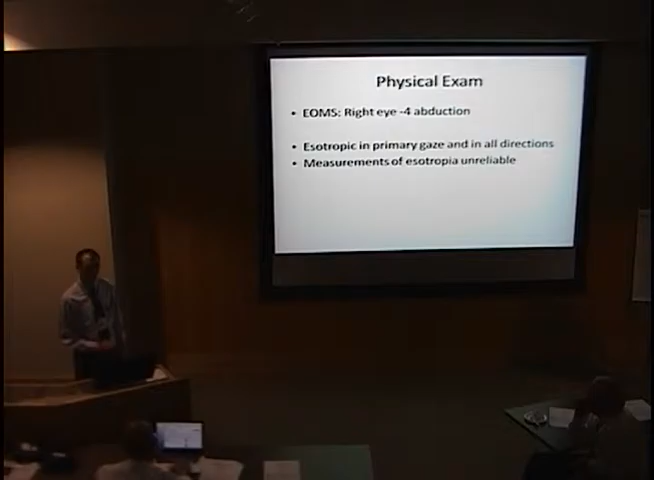 Physical Exam
• EOMS: Right eye -4 abduction
• Esotropic in primary gaze and in all directions
• Measurements of esotropia unreliable